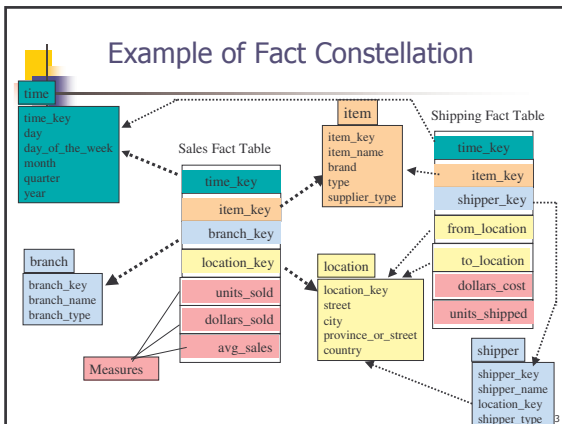 Example of Fact Constellation
time
time_key
day
day_of_the_week
month
quarter
year
Sales Fact Table
time_key
item_key
branch_key
location_key
units_sold
dollars_sold
avg_sales
Measures
branch
branch_key
branch_name
branch_type
item
item_key
item_name
brand
type
supplier_type
location
location_key
street
city
province_or_street
country
Shipping Fact Table
time_key
item_key
shipper_key
from_location
to_location
dollars_cost
units_shipped
shipper
shipper_key
shipper_name
location_key
shipper_type
3